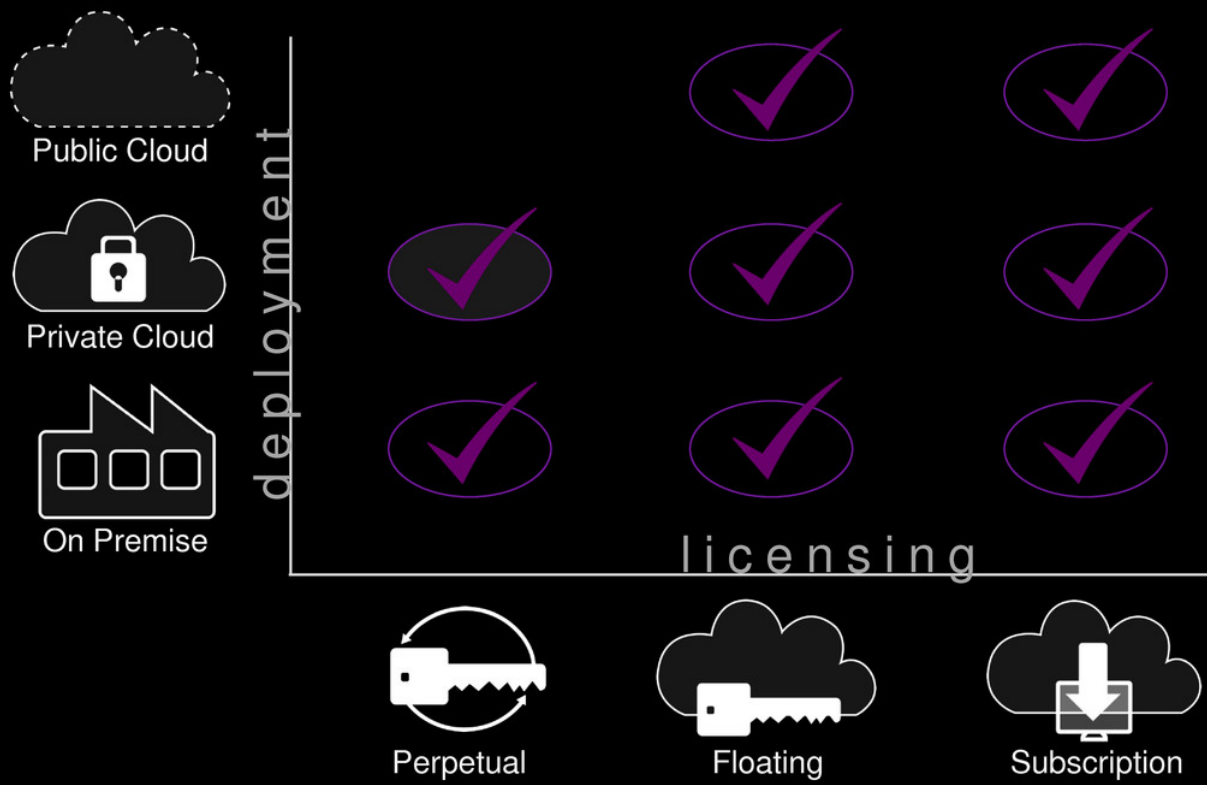 Public Cloud
Private Cloud
On Premise
deployment
licensing
Perpetual
Floating
Subscription